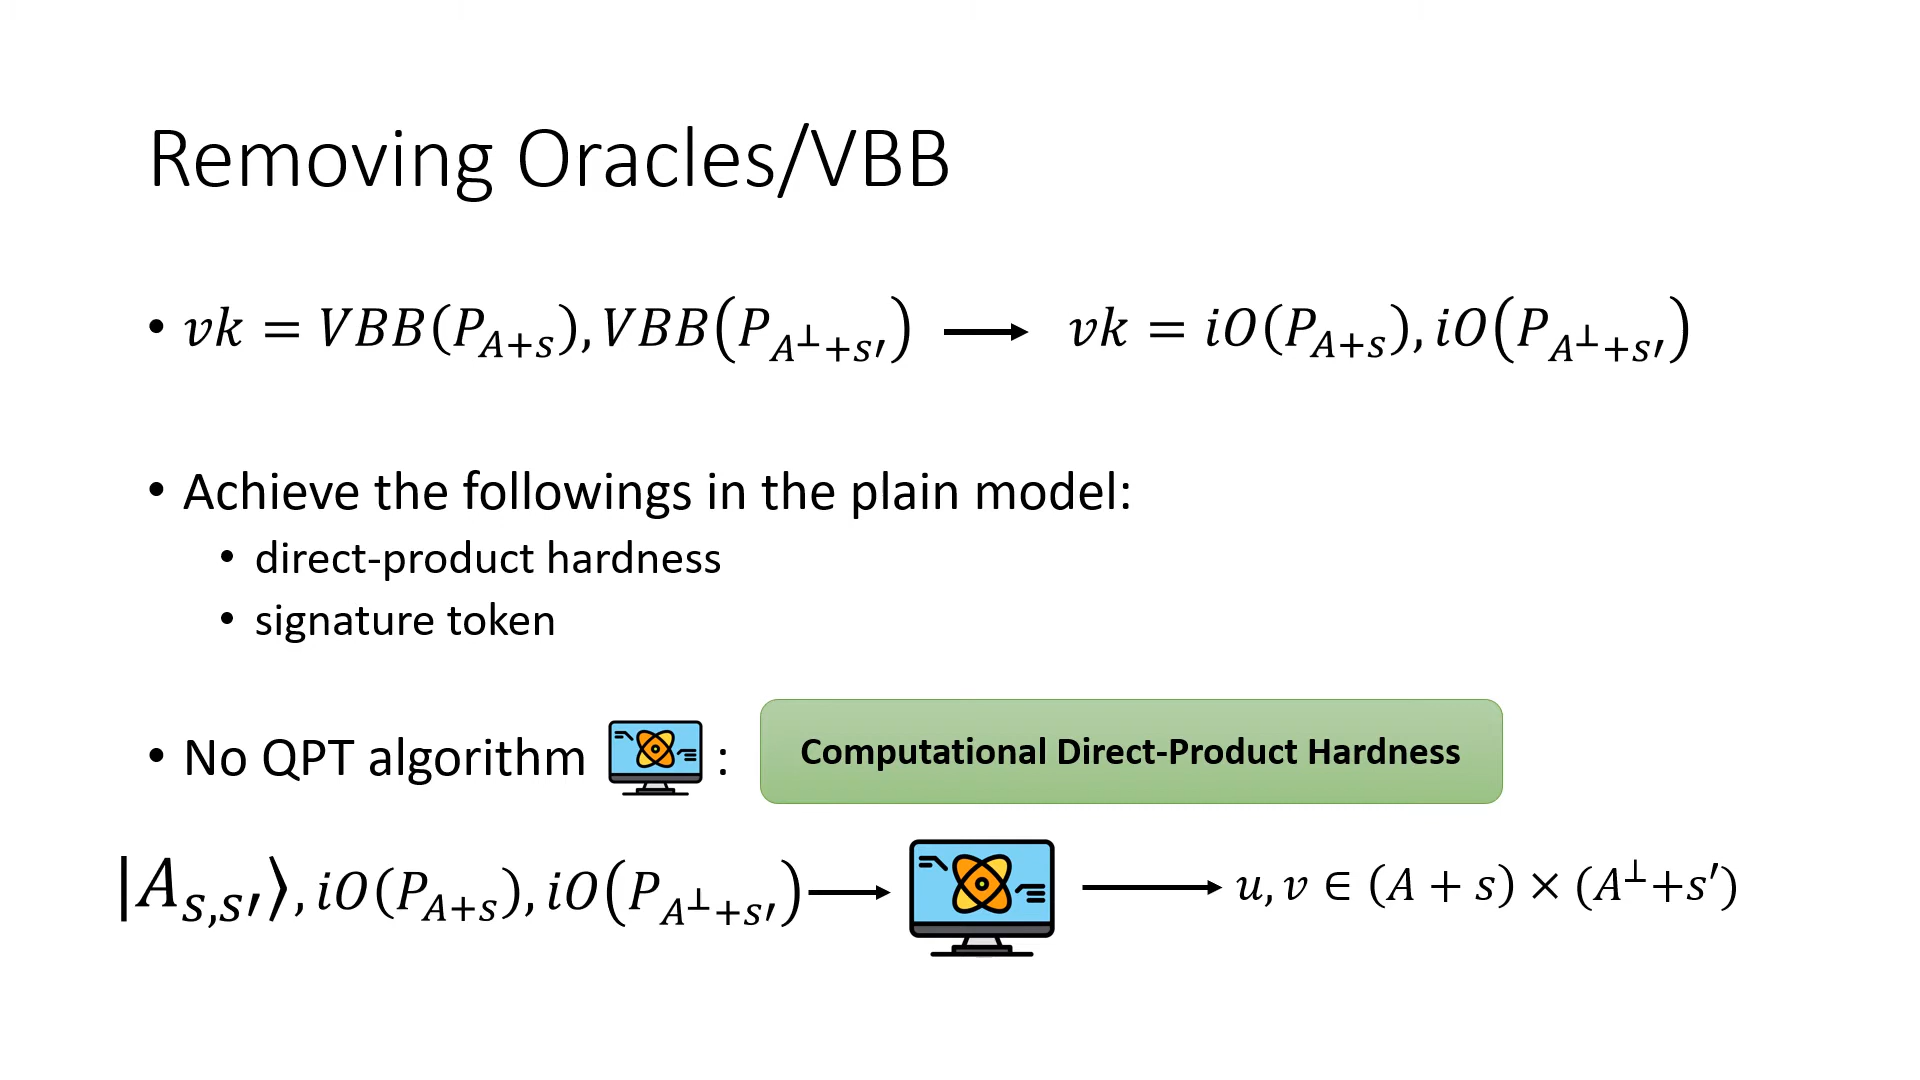 Removing Oracles/VBB
• 𝑣𝑘 = 𝑉𝐵𝐵(𝑃_{𝐴+𝑠}), 𝑉𝐵𝐵(𝑃_{𝐴^⊥+𝑠′}) ⟶ 𝑣𝑘 = 𝑖𝑂(𝑃_{𝐴+𝑠}), 𝑖𝑂(𝑃_{𝐴^⊥+𝑠′})
• Achieve the followings in the plain model:
• direct-product hardness
• signature token
• No QPT algorithm : Computational Direct-Product Hardness
|𝐴_{𝑠,𝑠′}⟩, 𝑖𝑂(𝑃_{𝐴+𝑠}), 𝑖𝑂(𝑃_{𝐴^⊥+𝑠′}) ⟶ ⟶ 𝑢, 𝑣 ∈ (𝐴 + 𝑠) × (𝐴^⊥+𝑠′)